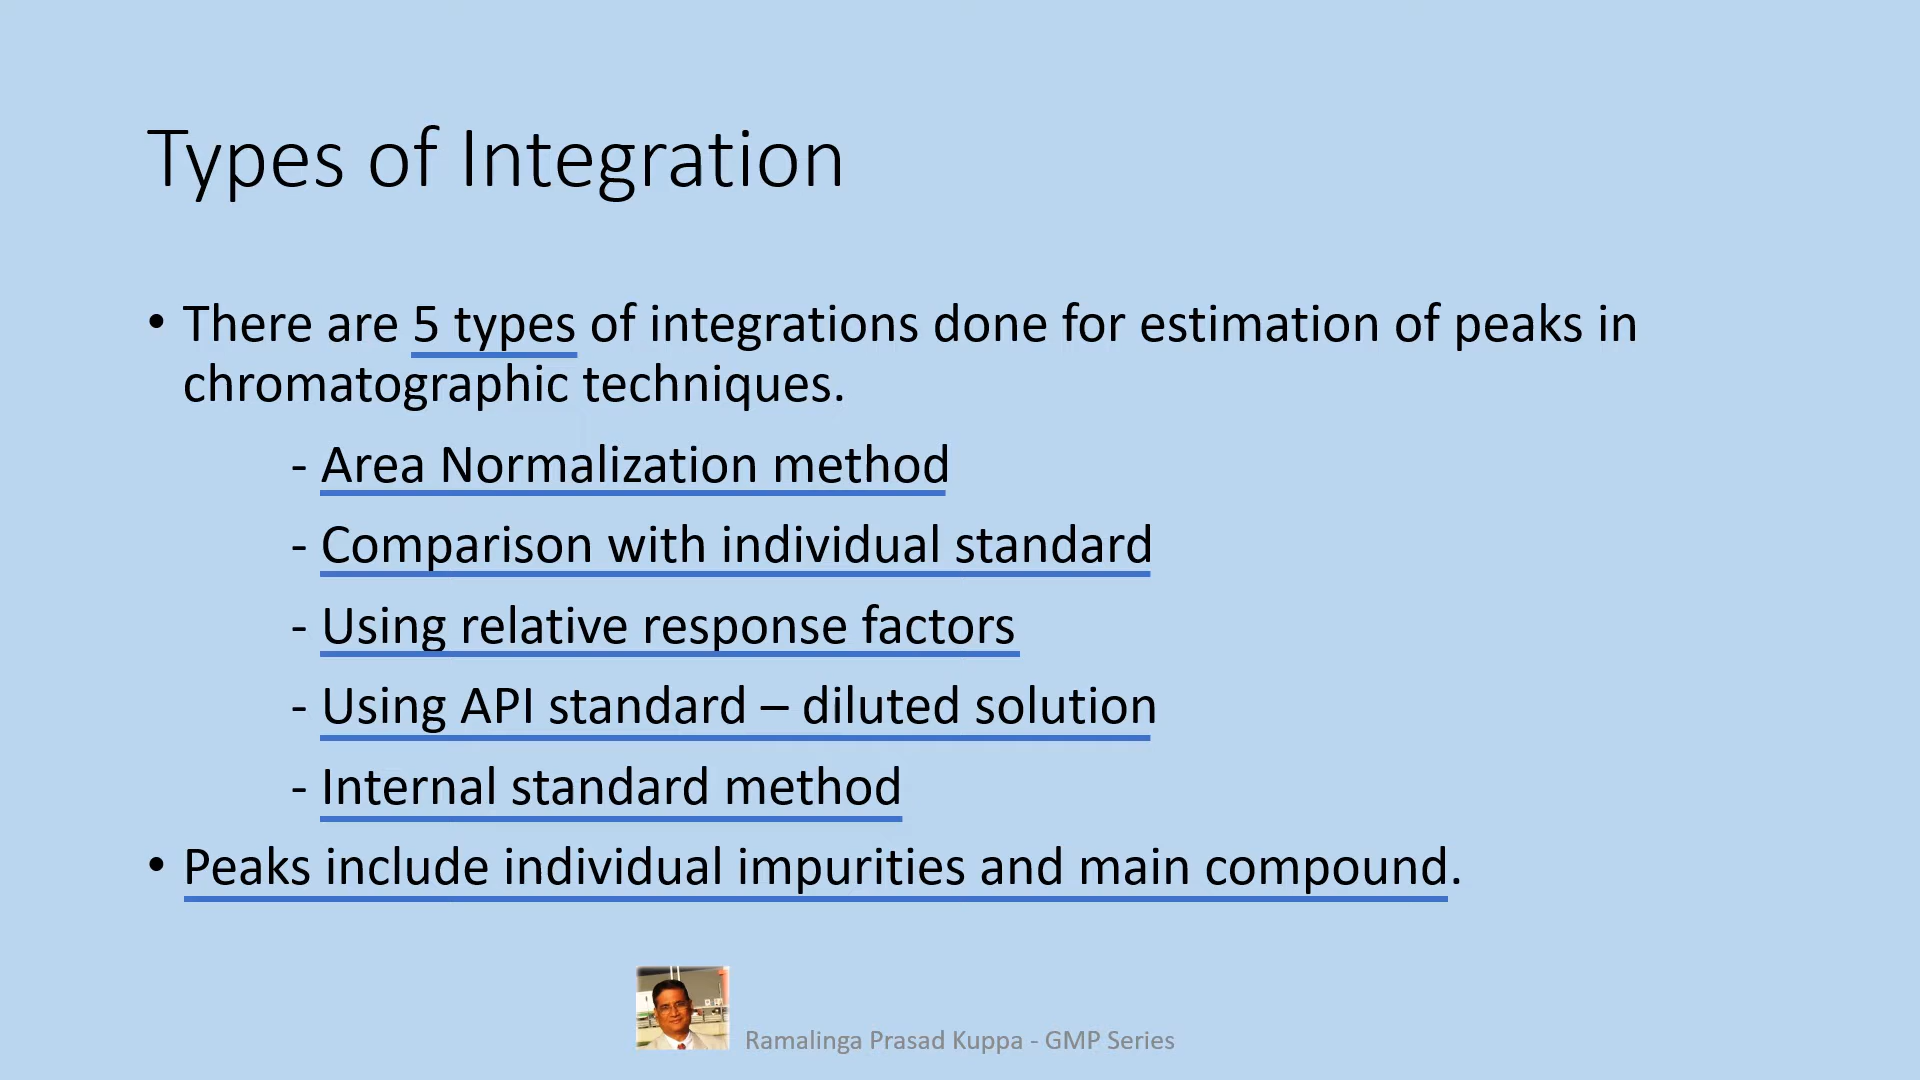 Types of Integration
• There are 5 types of integrations done for estimation of peaks in
chromatographic techniques.
- Area Normalization method
- Comparison with individual standard
- Using relative response factors
- Using API standard – diluted solution
- Internal standard method
• Peaks include individual impurities and main compound.
Ramalinga Prasad Kuppa - GMP Series